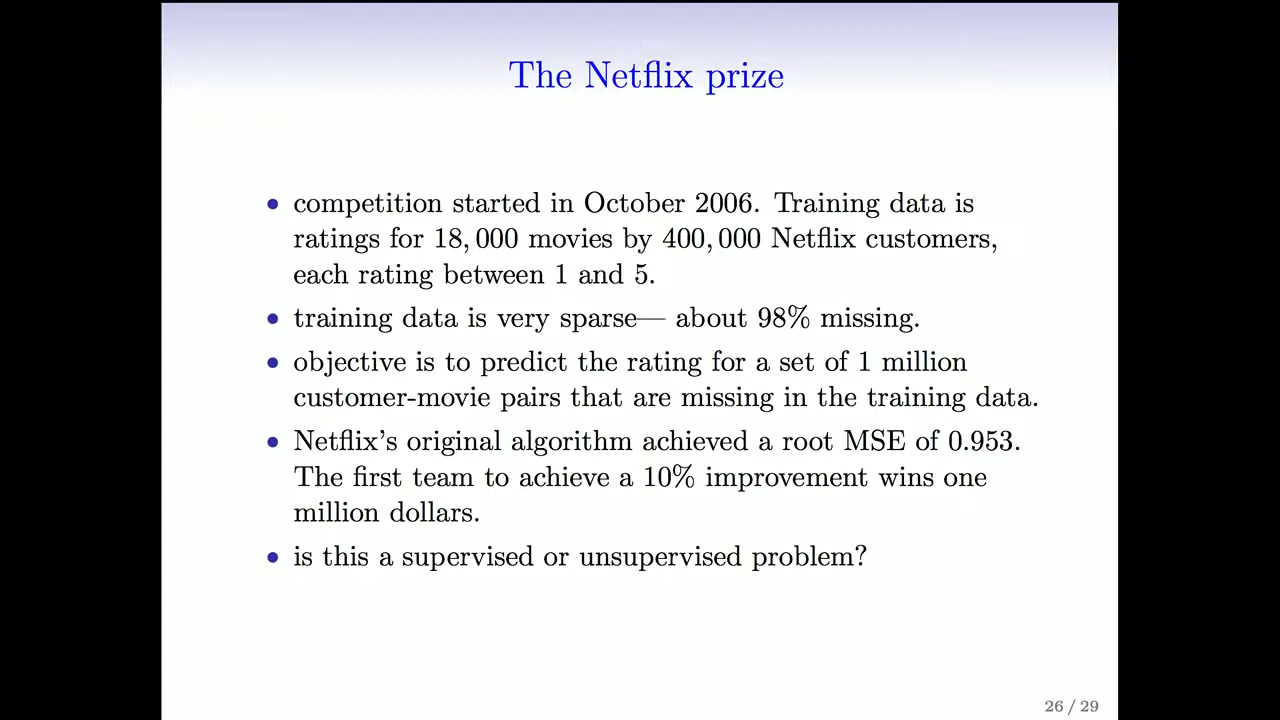 The Netflix prize
• competition started in October 2006. Training data is
ratings for 18,000 movies by 400,000 Netflix customers,
each rating between 1 and 5.
• training data is very sparse— about 98% missing.
• objective is to predict the rating for a set of 1 million
customer-movie pairs that are missing in the training data.
• Netflix's original algorithm achieved a root MSE of 0.953.
The first team to achieve a 10% improvement wins one
million dollars.
• is this a supervised or unsupervised problem?
26 / 29